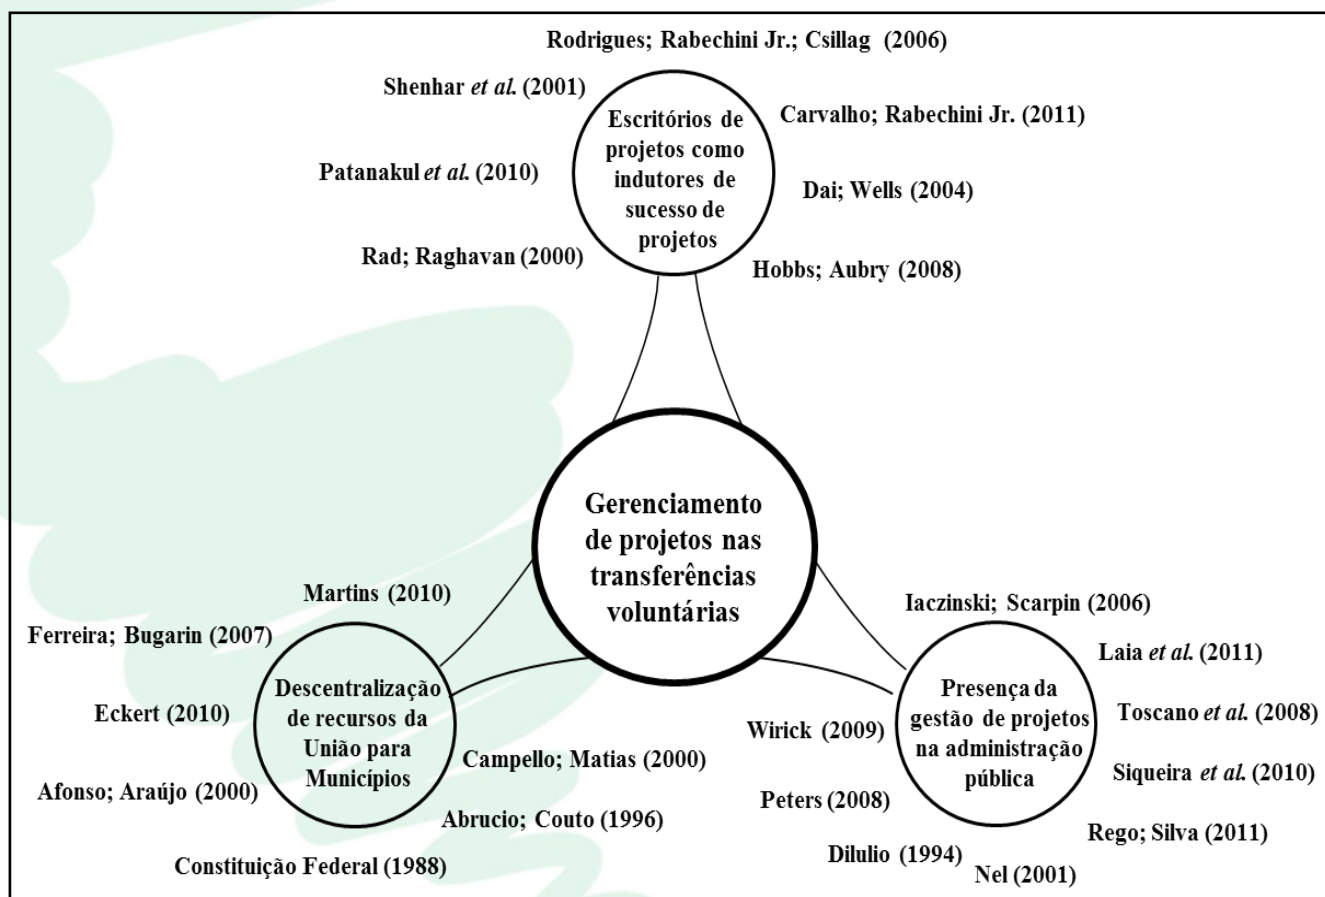 Rodrigues; Rabechini Jr.; Csillag (2006)
Shenhar et al. (2001)
Carvalho; Rabechini Jr. (2011)
Patanakul et al. (2010)
Dai; Wells (2004)
Rad; Raghavan (2000)
Hobbs; Aubry (2008)
Escritórios de
projetos como
indutores de
sucesso de
projetos
Gerenciamento
de projetos nas
transferências
voluntárias
Martins (2010)
Ferreira; Bugarin (2007)
Eckert (2010)
Afonso; Araújo (2000)
Constituição Federal (1988)
Descentralização
de recursos da
União para
Municípios
Campello; Matias (2000)
Abrucio; Couto (1996)
Iaczinski; Scarpin (2006)
Laia et al. (2011)
Toscano et al. (2008)
Siqueira et al. (2010)
Rego; Silva (2011)
Presença da
gestão de projetos
na administração
pública
Wirick (2009)
Peters (2008)
Dilulio (1994)
Nel (2001)